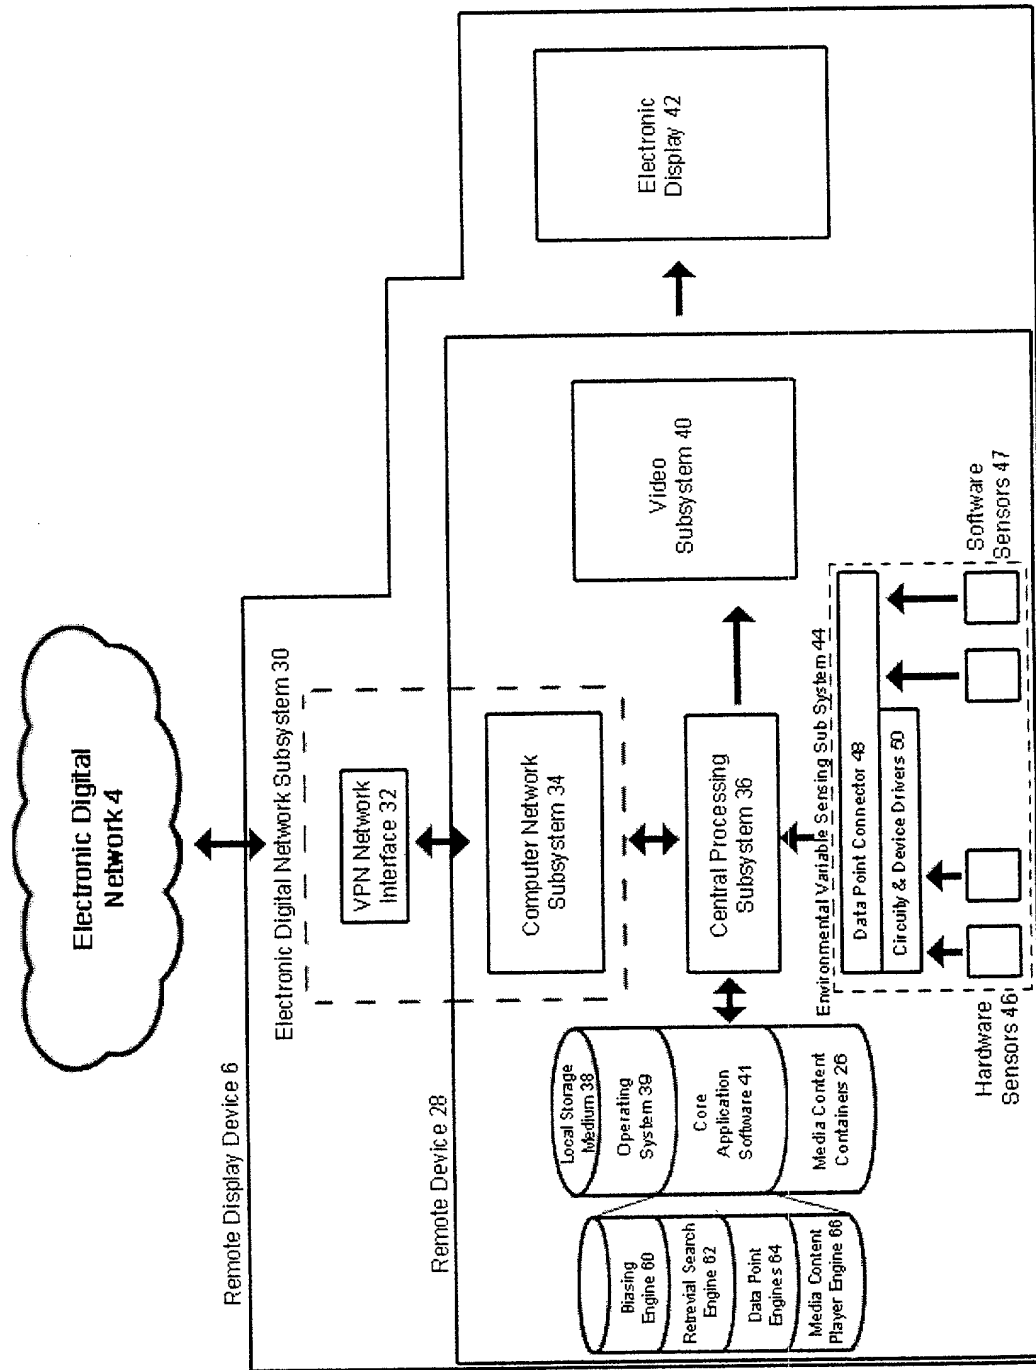 Electronic Digital
Network 4
Remote Display Device 6
Electronic Digital Network Subsystem 30
VPN Network
Interface 32
Remote Device 28
Computer Network
Subsystem 34
Local Storage
Medium 38
Operating
System 39
Core
Application
Software 41
Media Content
Containers 26
Biasing
Engine 60
Retrevial Search
Engine 62
Data Point
Engines 64
Media Content
Player Engine 66
Central Processing
Subsystem 36
Video
Subsystem 40
Electronic
Display 42
Environmental Variable Sensing Sub System 44
Data Point Connector 48
Circuity & Device Drivers 50
Hardware
Sensors 46
Software
Sensors 47